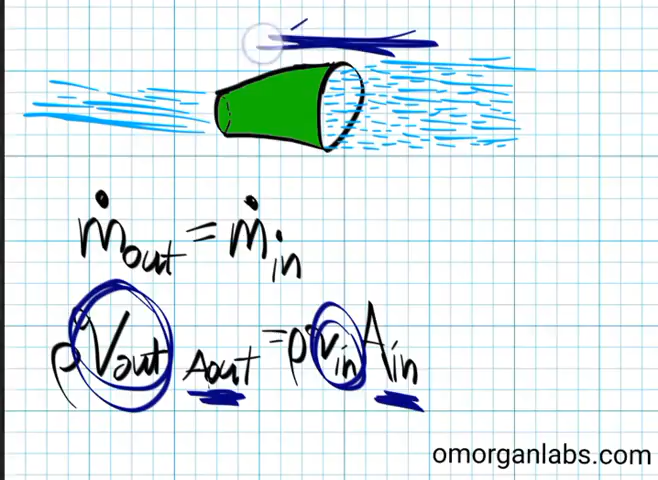 ṁout = ṁin
ρVout Aout = ρVin Ain
omorganlabs.com